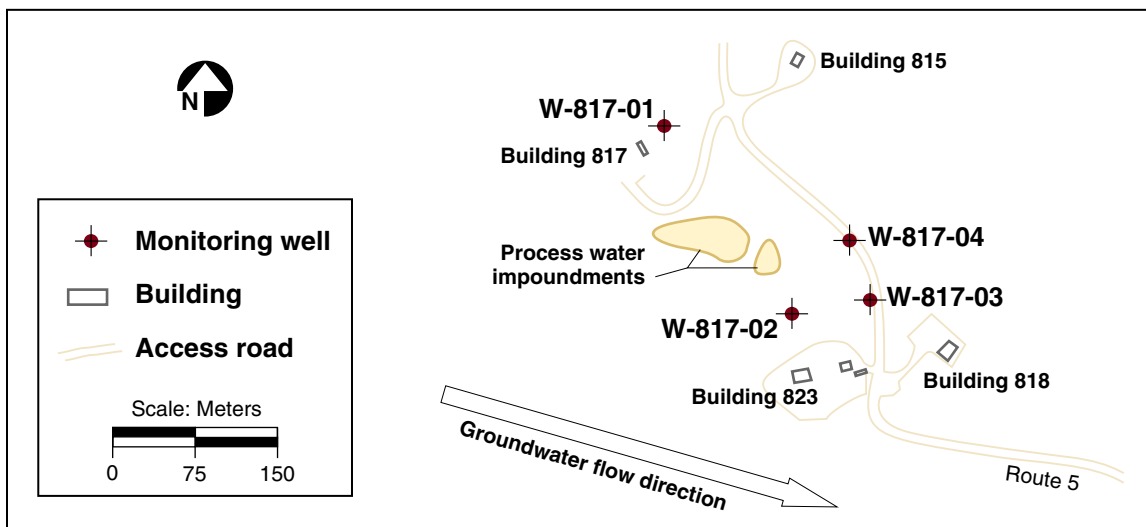 N
Building 815
W-817-01
Building 817
W-817-04
Process water
impoundments
W-817-03
W-817-02
Building 818
Building 823
Groundwater flow direction
Route 5
Monitoring well
Building
Access road
Scale: Meters
0 75 150